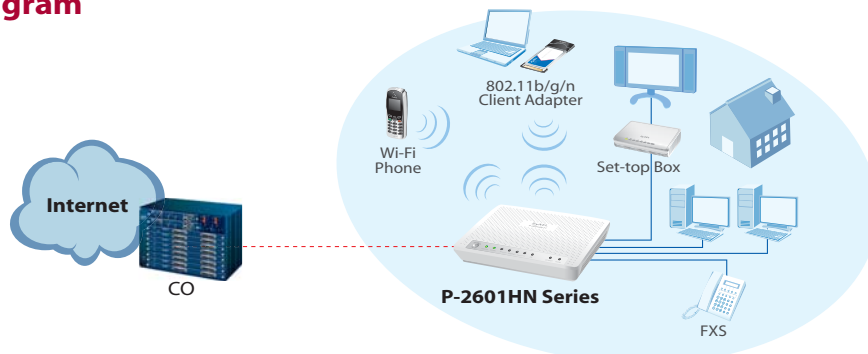 gram
802.11b/g/n
Client Adapter
Wi-Fi
Phone
Set-top Box
Internet
CO
P-2601HN Series
FXS